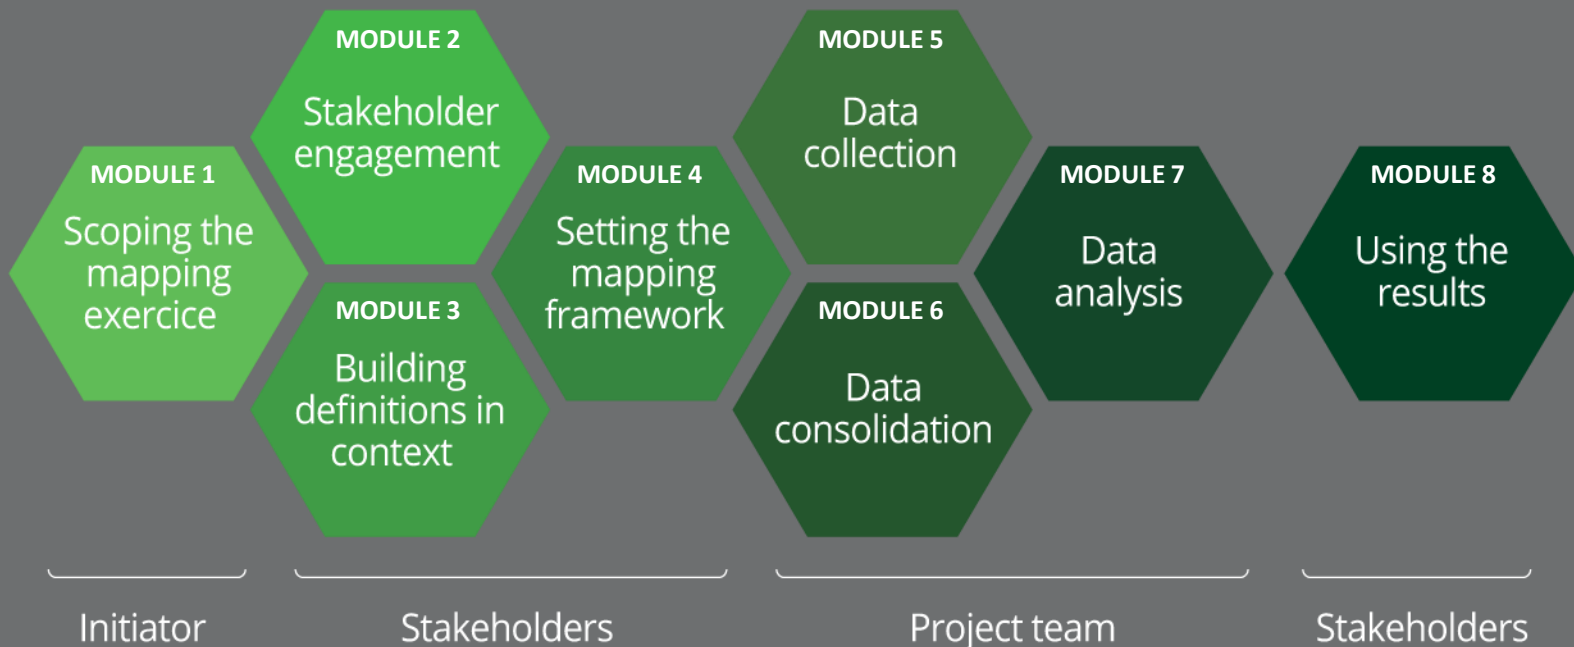 MODULE 1
Scoping the
mapping
exercice
MODULE 2
Stakeholder
engagement
MODULE 3
Building
definitions in
context
MODULE 4
Setting the
mapping
framework
MODULE 5
Data
collection
MODULE 6
Data
consolidation
MODULE 7
Data
analysis
MODULE 8
Using the
results
Initiator
Stakeholders
Project team
Stakeholders